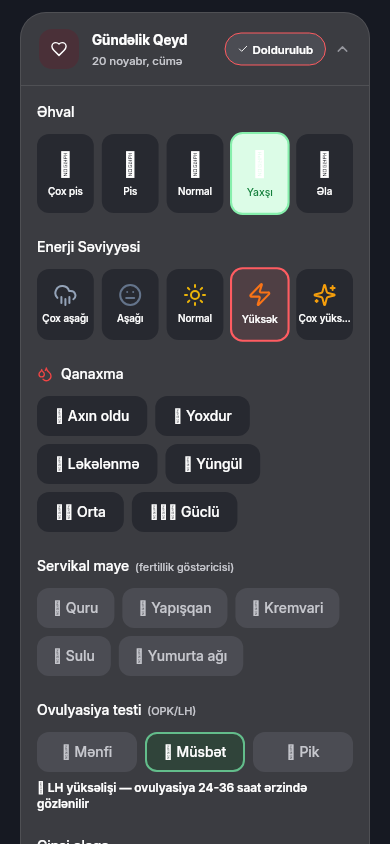 Gündəlik Qeyd
20 noyabr, cümə
Doldurulub
Əhval
Çox pis
Pis
Normal
Yaxşı
Əla
Enerji Səviyyəsi
Çox aşağı
Aşağı
Normal
Yüksək
Çox yüks...
Qanaxma
Axın oldu
Yoxdur
Ləkələnmə
Yüngül
Orta
Güclü
Servikal maye (fertillik göstəricisi)
Quru
Yapışqan
Kremvari
Sulu
Yumurta ağı
Ovulyasiya testi (OPK/LH)
Mənfi
Müsbət
Pik
LH yüksəlişi — ovulyasiya 24-36 saat ərzində
gözlənilir